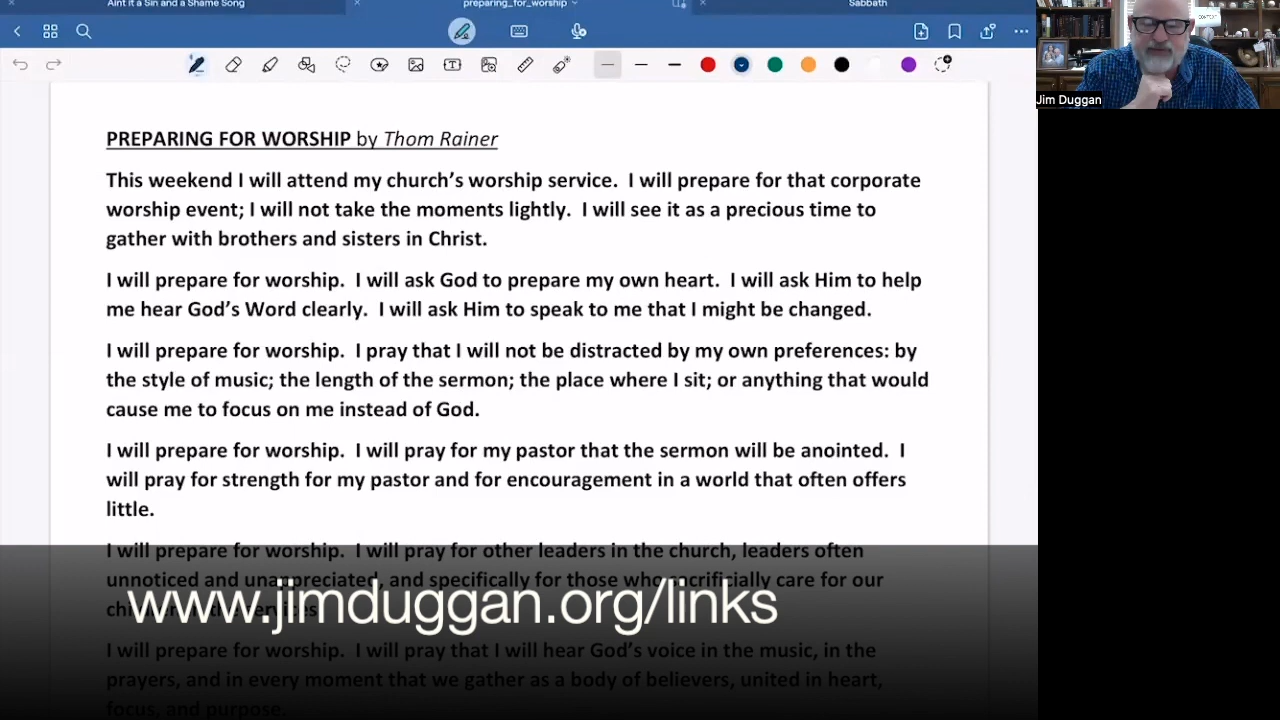 Aint it a Sin and a Shame Song
preparing_for_worship
Sabbath
CONTEXT
Jim Duggan
PREPARING FOR WORSHIP by Thom Rainer
This weekend I will attend my church’s worship service. I will prepare for that corporate
worship event; I will not take the moments lightly. I will see it as a precious time to
gather with brothers and sisters in Christ.
I will prepare for worship. I will ask God to prepare my own heart. I will ask Him to help
me hear God’s Word clearly. I will ask Him to speak to me that I might be changed.
I will prepare for worship. I pray that I will not be distracted by my own preferences: by
the style of music; the length of the sermon; the place where I sit; or anything that would
cause me to focus on me instead of God.
I will prepare for worship. I will pray for my pastor that the sermon will be anointed. I
will pray for strength for my pastor and for encouragement in a world that often offers
little.
I will prepare for worship. I will pray for other leaders in the church, leaders often
unnoticed and unappreciated, and specifically for those who sacrificially care for our
www.jimduggan.org/links
I will prepare for worship. I will pray that I will hear God’s voice in the music, in the
prayers, and in every moment that we gather as a body of believers, united in heart,
focus, and purpose.